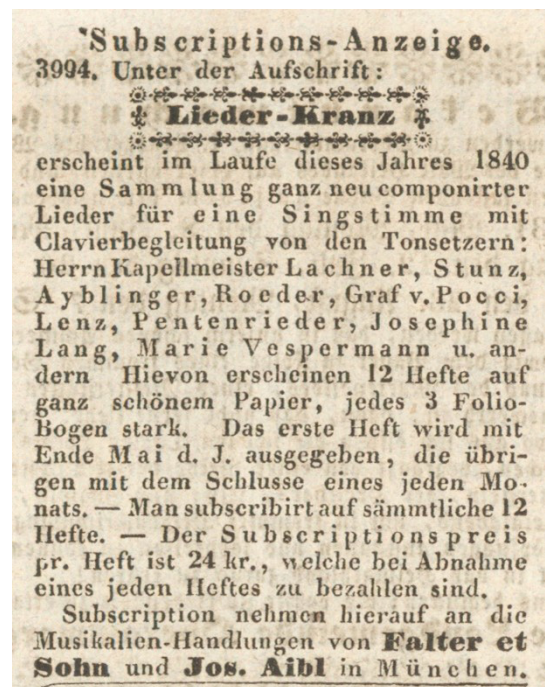 Subscriptions-Anzeige.
3994. Unter der Aufschrift:
Lieder-Kranz
erscheint im Laufe dieses Jahres 1840
eine Sammlung ganz neu componirter
Lieder für eine Singstimme mit
Clavierbegleitung von den Tonsetzern:
Herrn Kapellmeister Lachner, Stunz,
Ayblinger, Roeder, Graf v. Pocci,
Lenz, Pentenrieder, Josephine
Lang, Marie Vespermann u. an-
dern Hievon erscheinen 12 Hefte auf
ganz schönem Papier, jedes 3 Folio-
Bogen stark. Das erste Heft wird mit
Ende Mai d. J. ausgegeben, die übri-
gen mit dem Schlusse eines jeden Mo-
nats. — Man subscribirt auf sämmtliche 12
Hefte. — Der Subscriptionspreis
pr. Heft ist 24 kr., welche bei Abnahme
eines jeden Heftes zu bezahlen sind.
Subscription nehmen hierauf an die
Musikalien-Handlungen von Falter et
Sohn und Jos. Aibl in München.